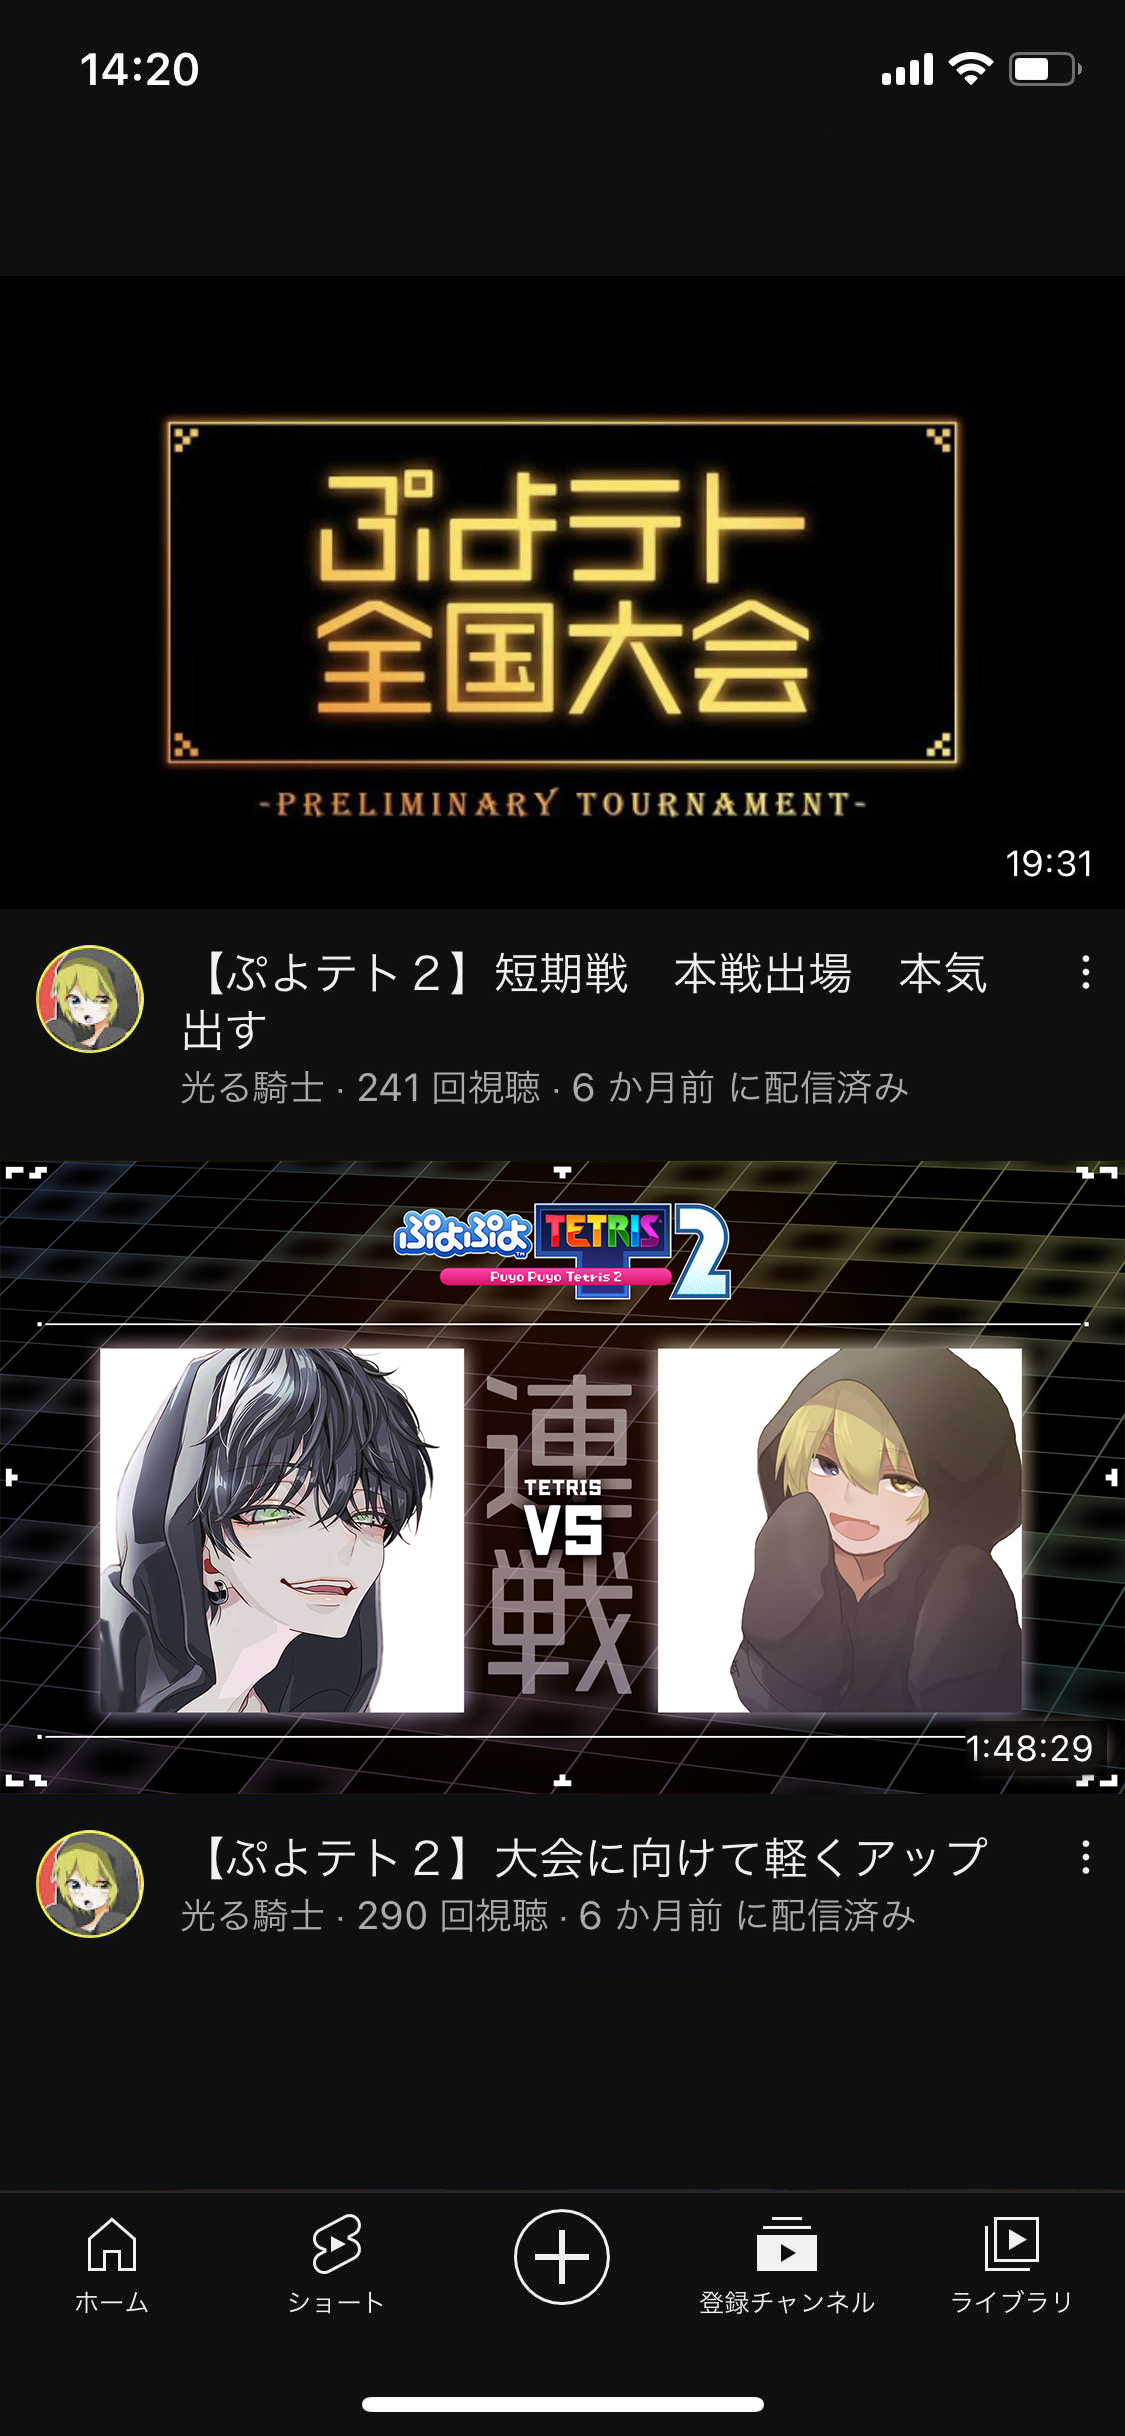 14:20
ぷよテト
全国大会
-PRELIMINARY TOURNAMENT-
19:31
【ぷよテト２】短期戦　本戦出場　本気
出す
光る騎士 · 241 回視聴 · 6 か月前 に配信済み
ぷよぷよ TETRIS 2
Puyo Puyo Tetris 2
連戦
TETRIS
VS
1:48:29
【ぷよテト２】大会に向けて軽くアップ
光る騎士 · 290 回視聴 · 6 か月前 に配信済み
ホーム
ショート
登録チャンネル
ライブラリ